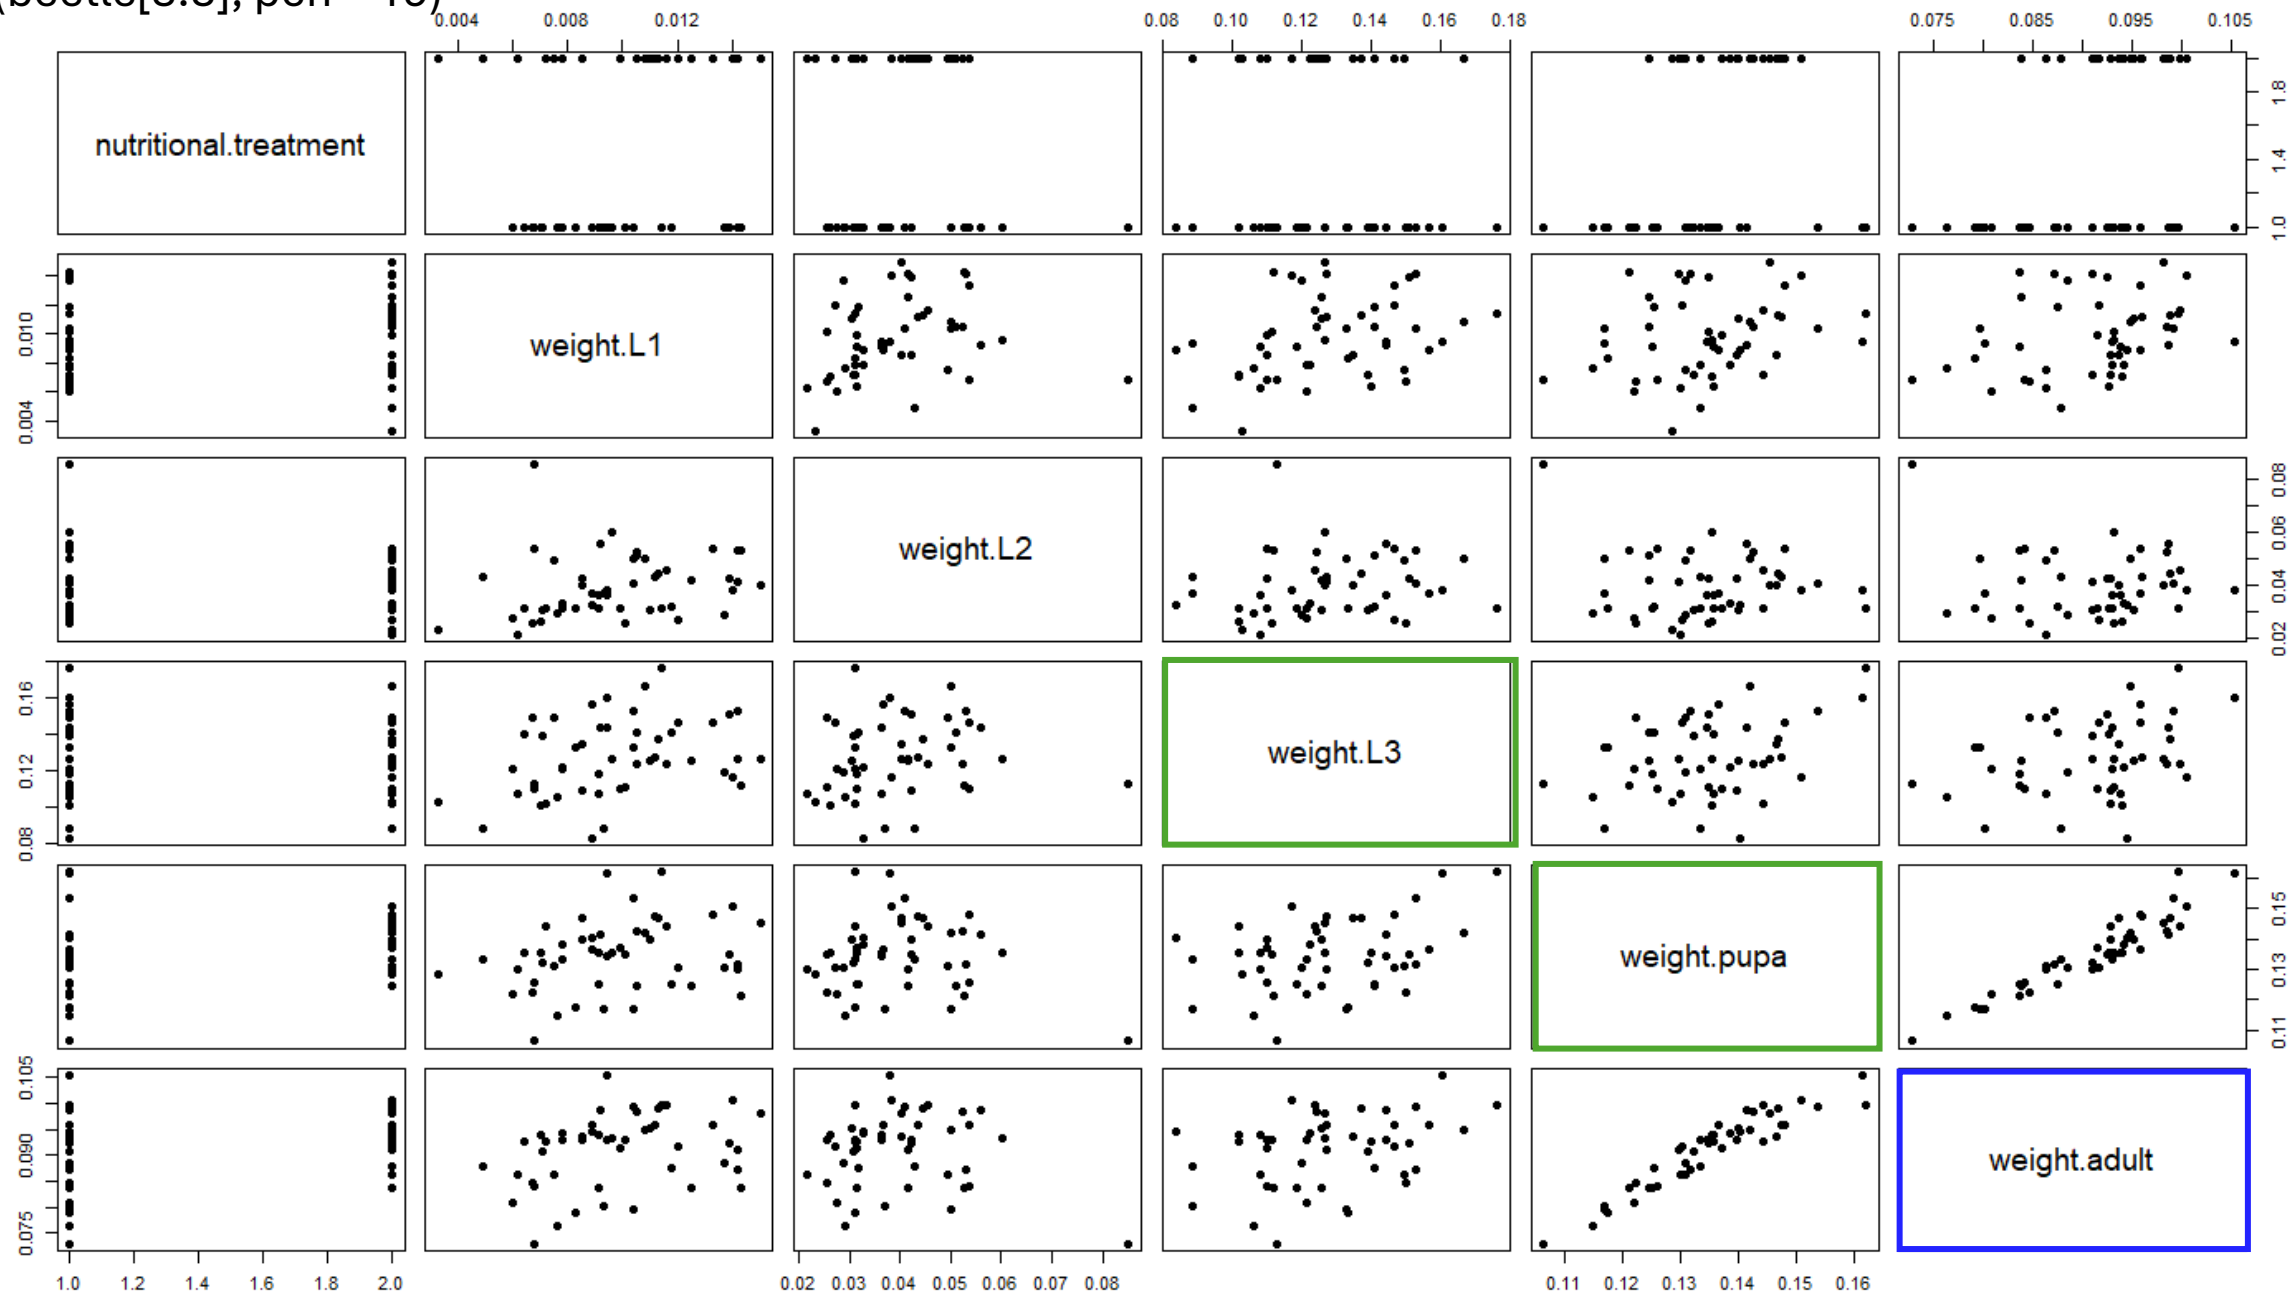 0.004 0.008 0.012 0.08 0.10 0.12 0.14 0.16 0.18 0.075 0.085 0.095 0.105
nutritional.treatment
1.0 1.4 1.8
0.004 0.010
weight.L1
weight.L2
0.02 0.04 0.06 0.08
0.08 0.12 0.16
weight.L3
weight.pupa
0.11 0.13 0.15
0.075 0.090 0.105
weight.adult
1.0 1.2 1.4 1.6 1.8 2.0 0.02 0.03 0.04 0.05 0.06 0.07 0.08 0.11 0.12 0.13 0.14 0.15 0.16